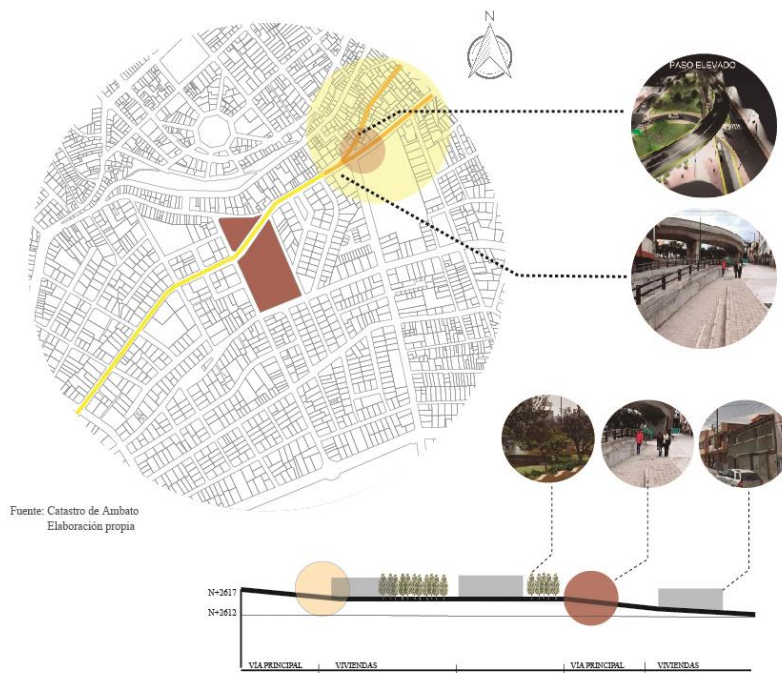 N
PASO ELEVADO
Fuente: Catastro de Ambato
Elaboración propia
N+2617
N+2612
VIA PRINCIPAL
VIVIENDAS
VIA PRINCIPAL
VIVIENDAS